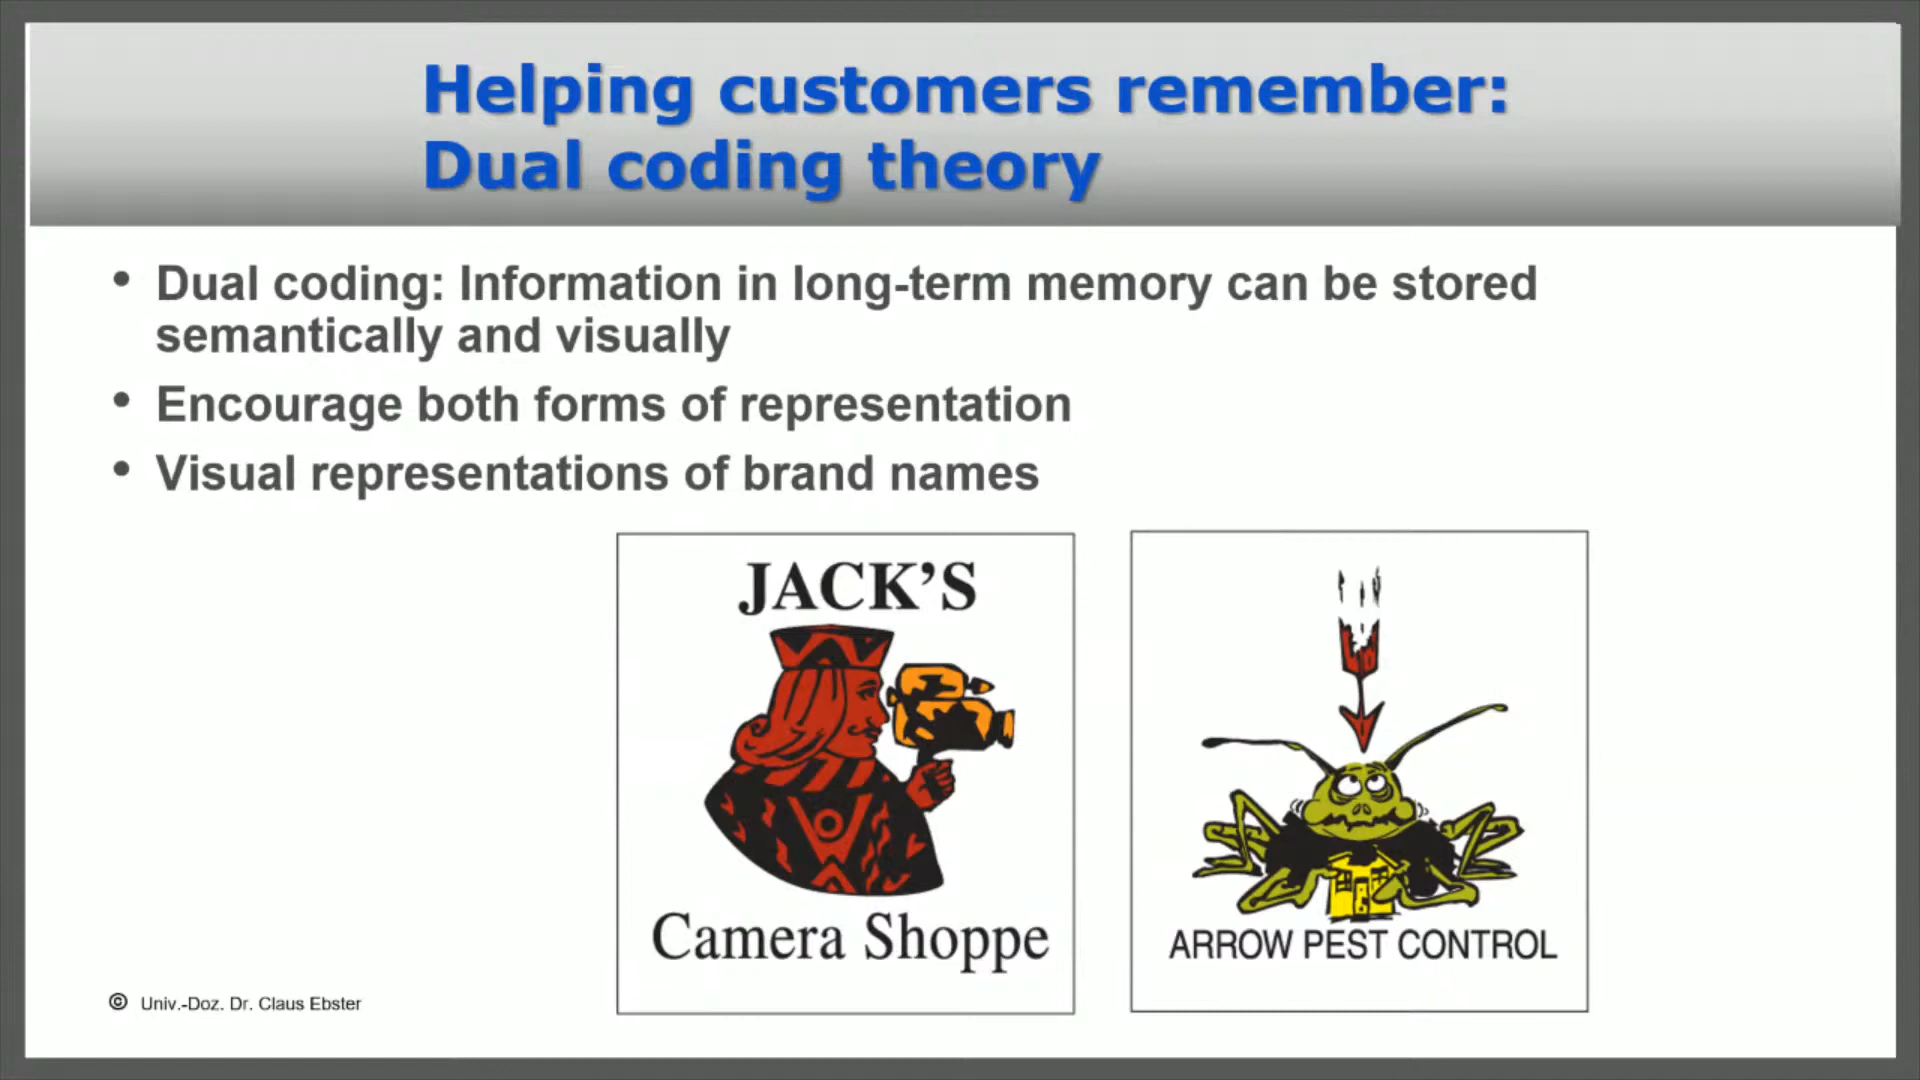 Helping customers remember:
Dual coding theory
• Dual coding: Information in long-term memory can be stored
semantically and visually
• Encourage both forms of representation
• Visual representations of brand names
JACK'S
Camera Shoppe
ARROW PEST CONTROL
© Univ.-Doz. Dr. Claus Ebster